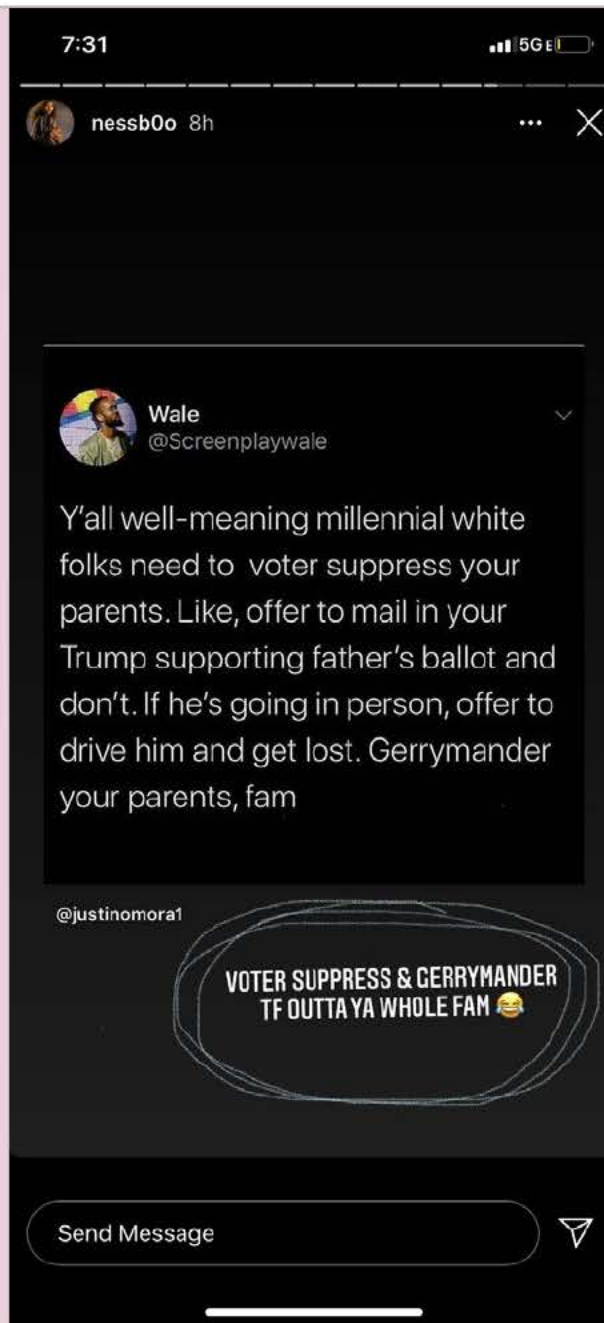 7:31
5G E
nessb0o 8h
Wale
@Screenplaywale
Y'all well-meaning millennial white
folks need to  voter suppress your
parents. Like, offer to mail in your
Trump supporting father's ballot and
don't. If he's going in person, offer to
drive him and get lost. Gerrymander
your parents, fam
@justinomora1
VOTER SUPPRESS & GERRYMANDER
TF OUTTA YA WHOLE FAM 😂
Send Message